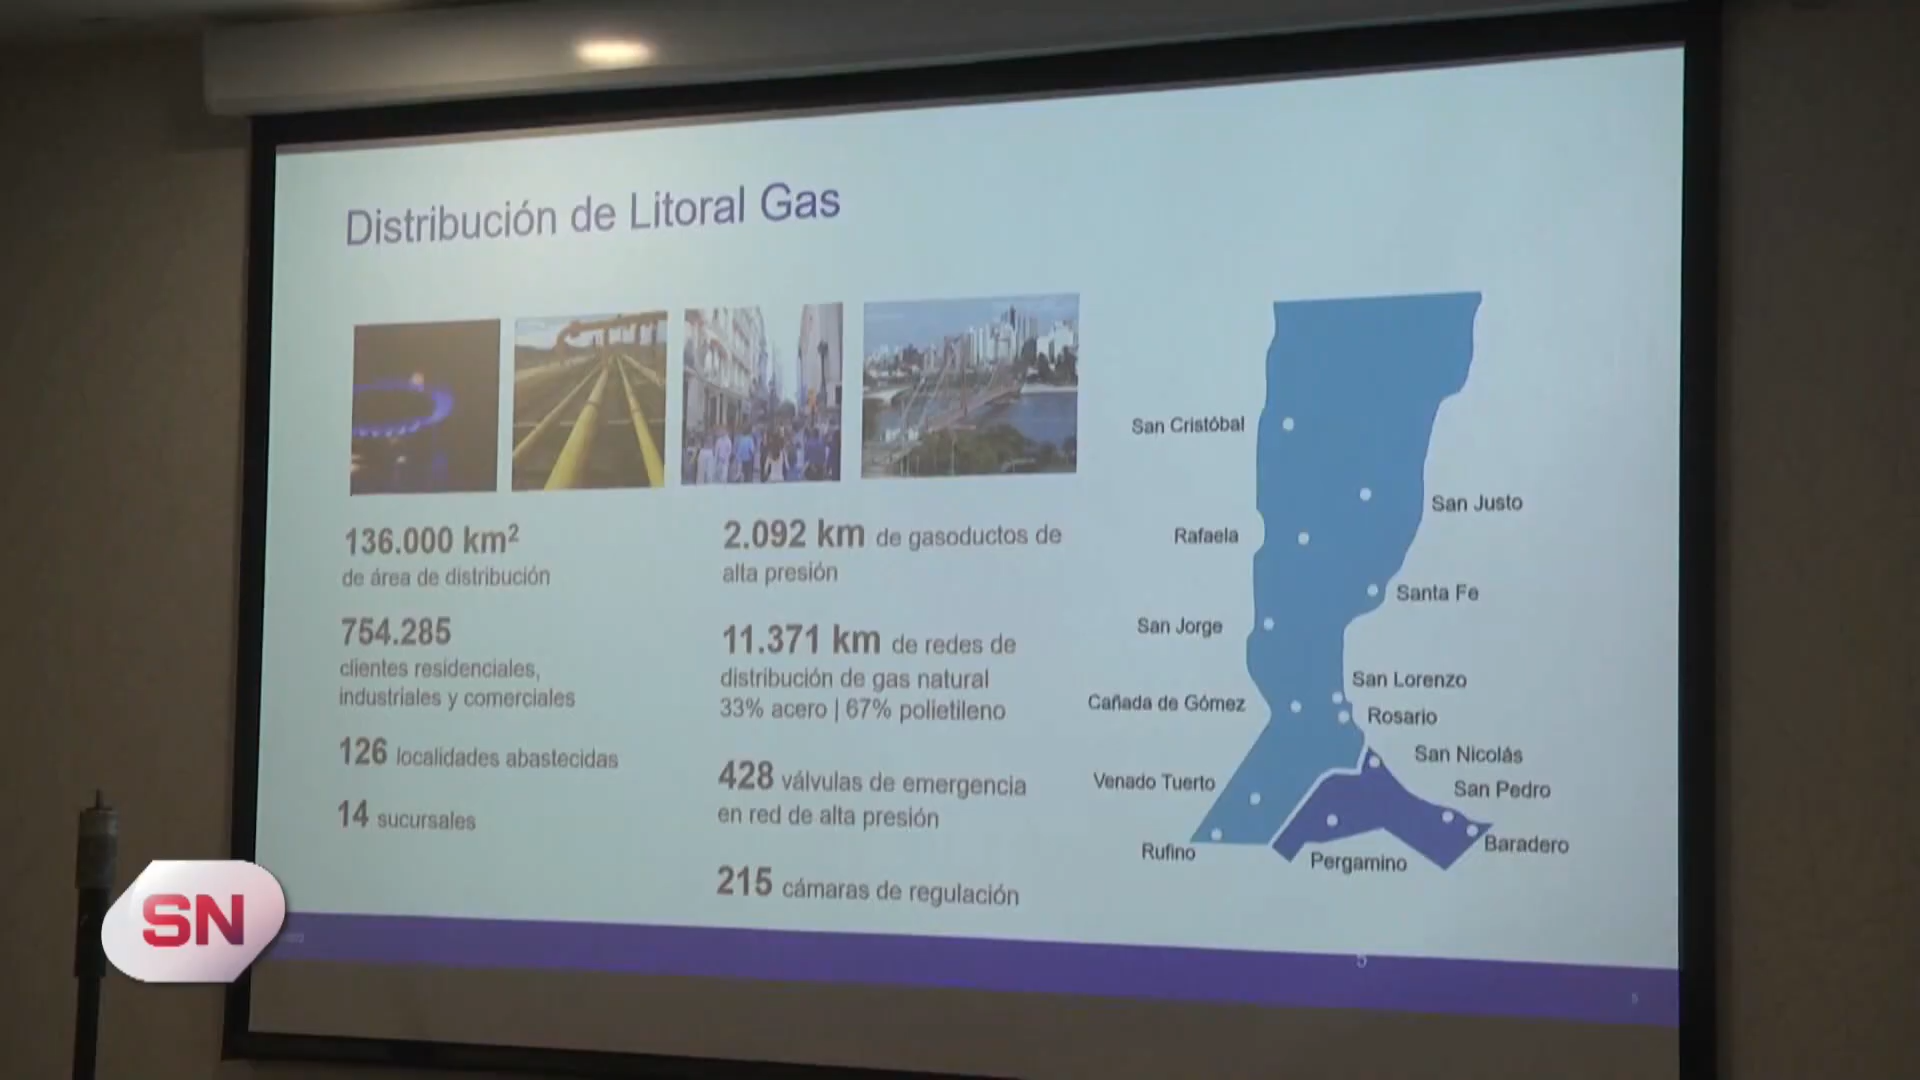 Distribución de Litoral Gas
136.000 km²
de área de distribución
754.285
clientes residenciales,
industriales y comerciales
126 localidades abastecidas
14 sucursales
2.092 km de gasoductos de
alta presión
11.371 km de redes de
distribución de gas natural
33% acero | 67% polietileno
428 válvulas de emergencia
en red de alta presión
215 cámaras de regulación
San Cristóbal
San Justo
Rafaela
Santa Fe
San Jorge
San Lorenzo
Cañada de Gómez
Rosario
San Nicolás
Venado Tuerto
San Pedro
Baradero
Rufino
Pergamino
SN
5
5